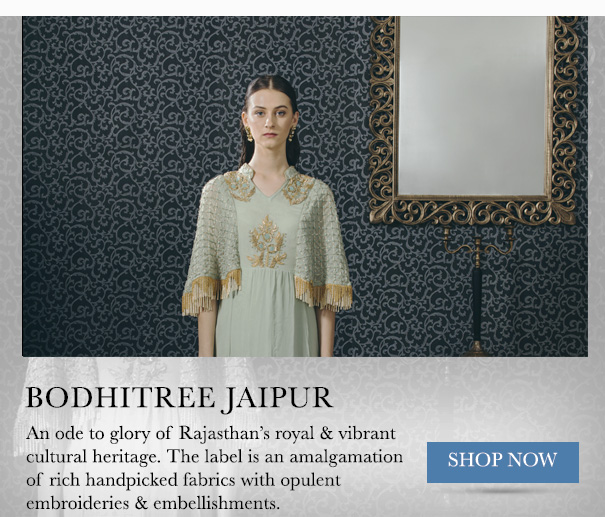 BODHITREE JAIPUR
An ode to glory of Rajasthan's royal & vibrant
cultural heritage. The label is an amalgamation
of rich handpicked fabrics with opulent
embroideries & embellishments.
SHOP NOW